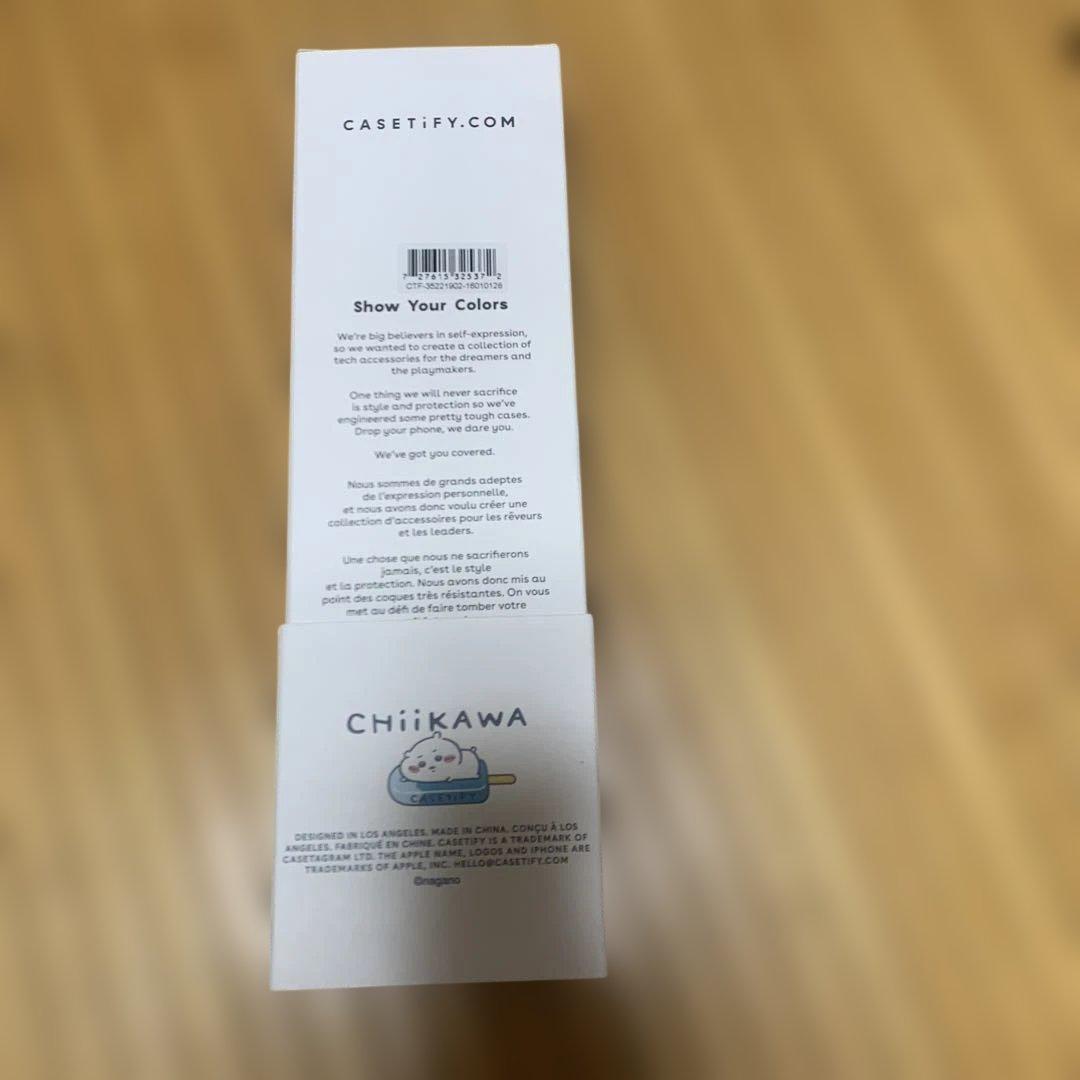 CASETiFY.COM
7 27615 32537 2
CTF-35221902-16010126
Show Your Colors
We're big believers in self-expression,
so we wanted to create a collection of
tech accessories for the dreamers and
the playmakers.
One thing we will never sacrifice
is style and protection so we've
engineered some pretty tough cases.
Drop your phone, we dare you.
We've got you covered.
Nous sommes de grands adeptes
de l'expression personnelle,
et nous avons donc voulu créer une
collection d'accessoires pour les rêveurs
et les leaders.
Une chose que nous ne sacrifierons
jamais, c'est le style
et la protection. Nous avons donc mis au
point des coques très résistantes. On vous
met au défi de faire tomber votre
CHiiKAWA
CASETiFY
DESIGNED IN LOS ANGELES. MADE IN CHINA. CONÇU À LOS
ANGELES. FABRIQUÉ EN CHINE. CASETIFY IS A TRADEMARK OF
CASETAGRAM LTD. THE APPLE NAME, LOGOS AND IPHONE ARE
TRADEMARKS OF APPLE, INC. HELLO@CASETIFY.COM
©nagano